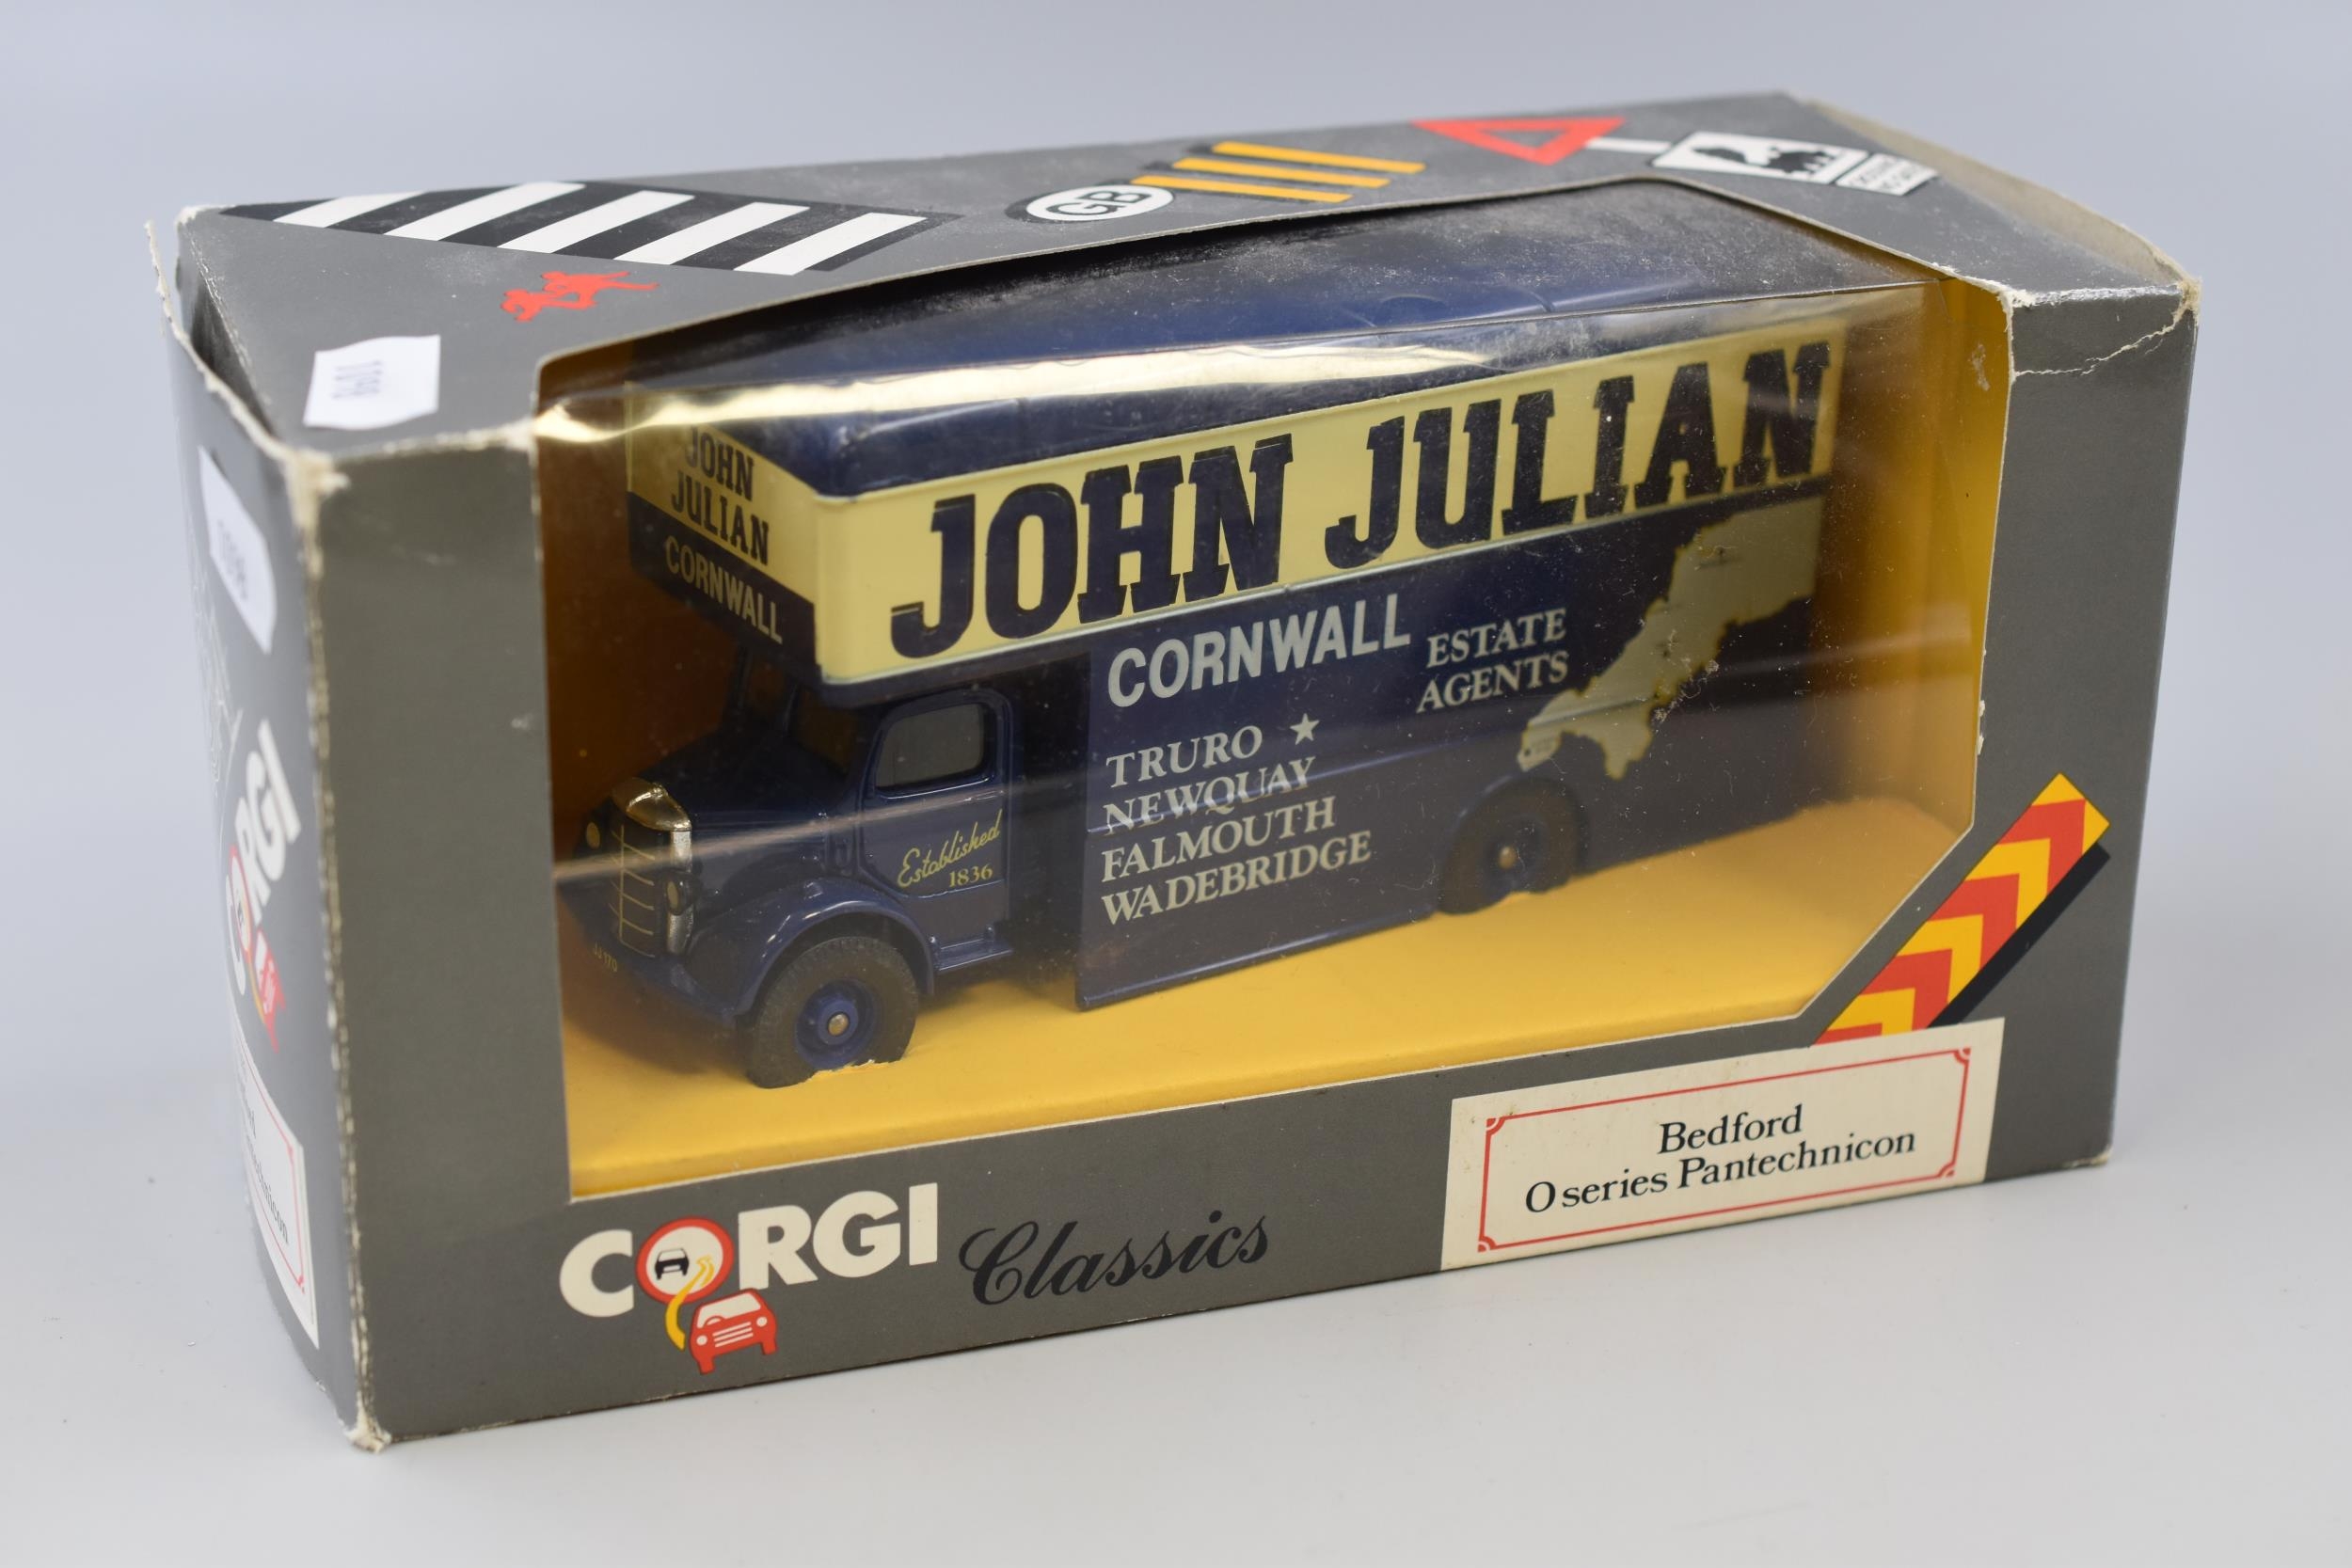 GB
JOHN
JULIAN
CORNWALL
JOHN JULIAN
CORNWALL
ESTATE
AGENTS
TRURO ★
NEWQUAY
FALMOUTH
WADEBRIDGE
Established
1836
CORGI
CORGI Classics
Bedford
O series Pantechnicon